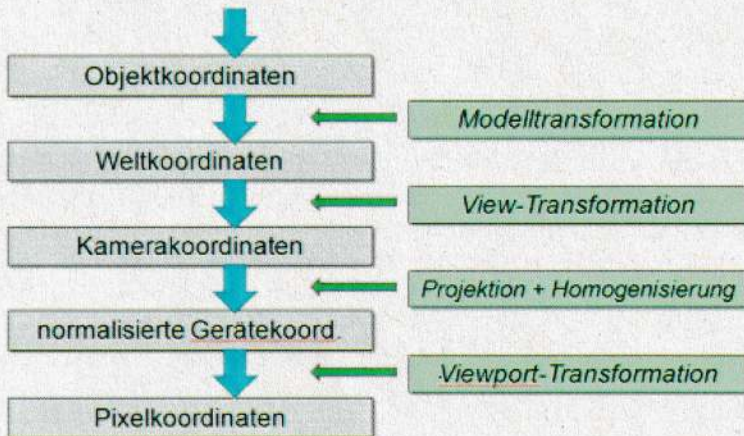 Objektkoordinaten
Modelltransformation
Weltkoordinaten
View-Transformation
Kamerakoordinaten
Projektion + Homogenisierung
normalisierte Gerätekoord.
Viewport-Transformation
Pixelkoordinaten